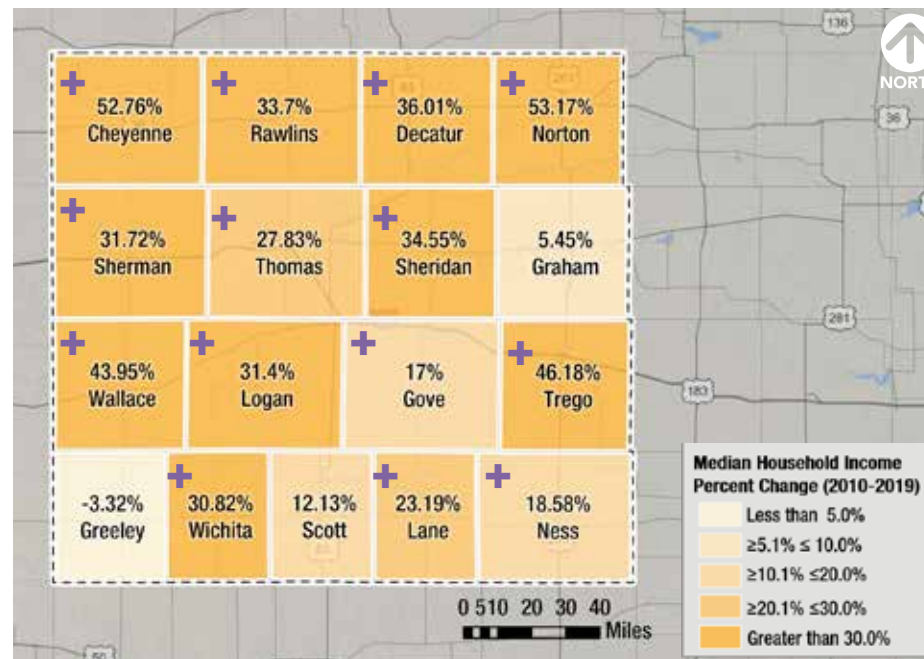 136
NORT
36
52.76%
Cheyenne
33.7%
Rawlins
36.01%
Decatur
53.17%
Norton
31.72%
Sherman
27.83%
Thomas
34.55%
Sheridan
5.45%
Graham
281
43.95%
Wallace
31.4%
Logan
17%
Gove
46.18%
Trego
183
-3.32%
Greeley
30.82%
Wichita
12.13%
Scott
23.19%
Lane
18.58%
Ness
Median Household Income
Percent Change (2010-2019)
Less than 5.0%
≥5.1% ≤ 10.0%
≥10.1% ≤20.0%
≥20.1% ≤30.0%
Greater than 30.0%
0 5 10 20 30 40
Miles